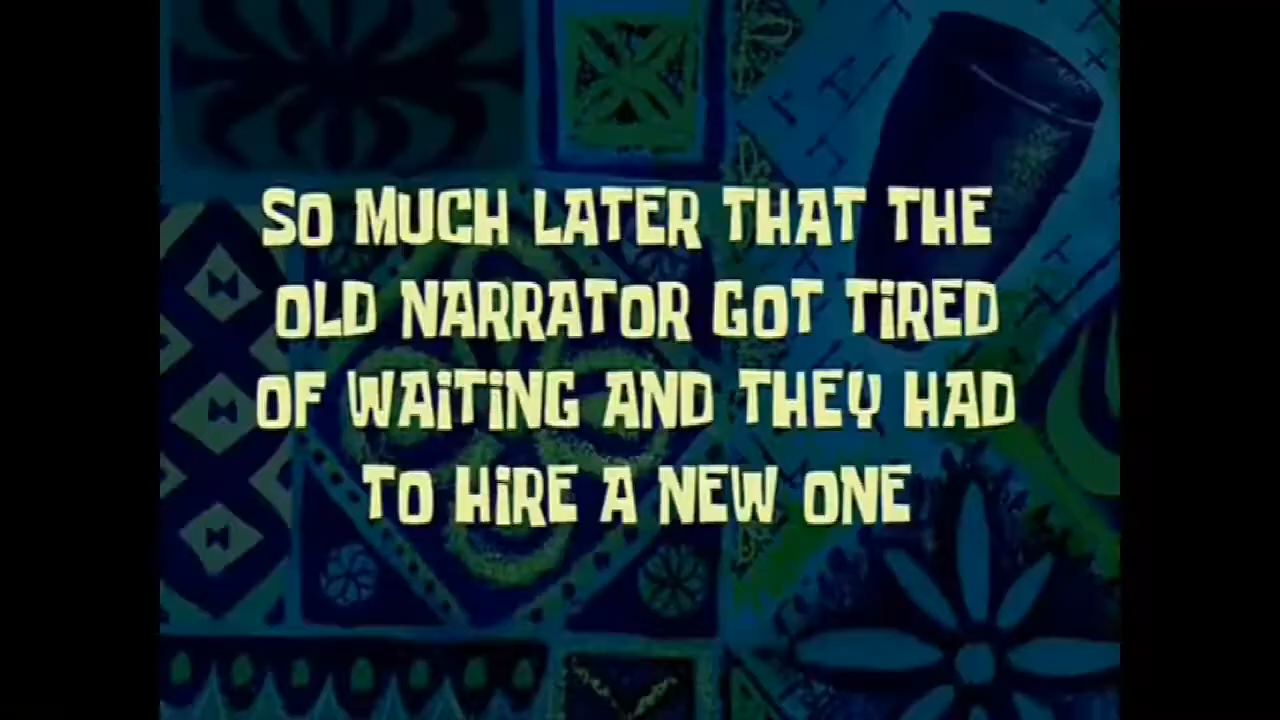 SO MUCH LATER THAT THE
OLD NARRATOR GOT TiRED
OF WAiTiNG AND THEY HAD
TO HiRE A NEW ONE